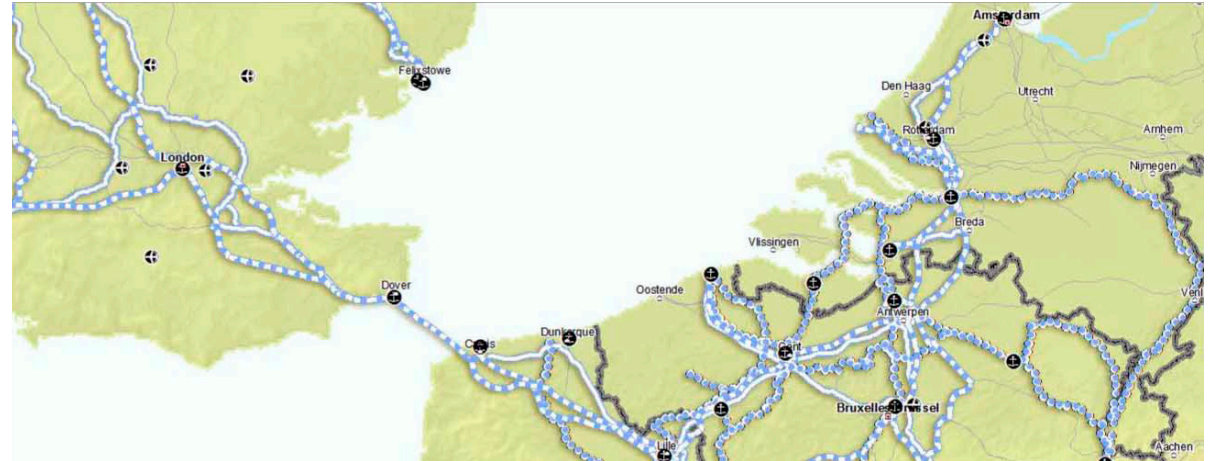 Amsterdam
Felixstowe
Den Haag
Utrecht
Rotterdam
Arnhem
London
Nijmegen
Breda
Vlissingen
Dover
Oostende
Antwerpen
Dunkerque
Gent
Lille
Aachen